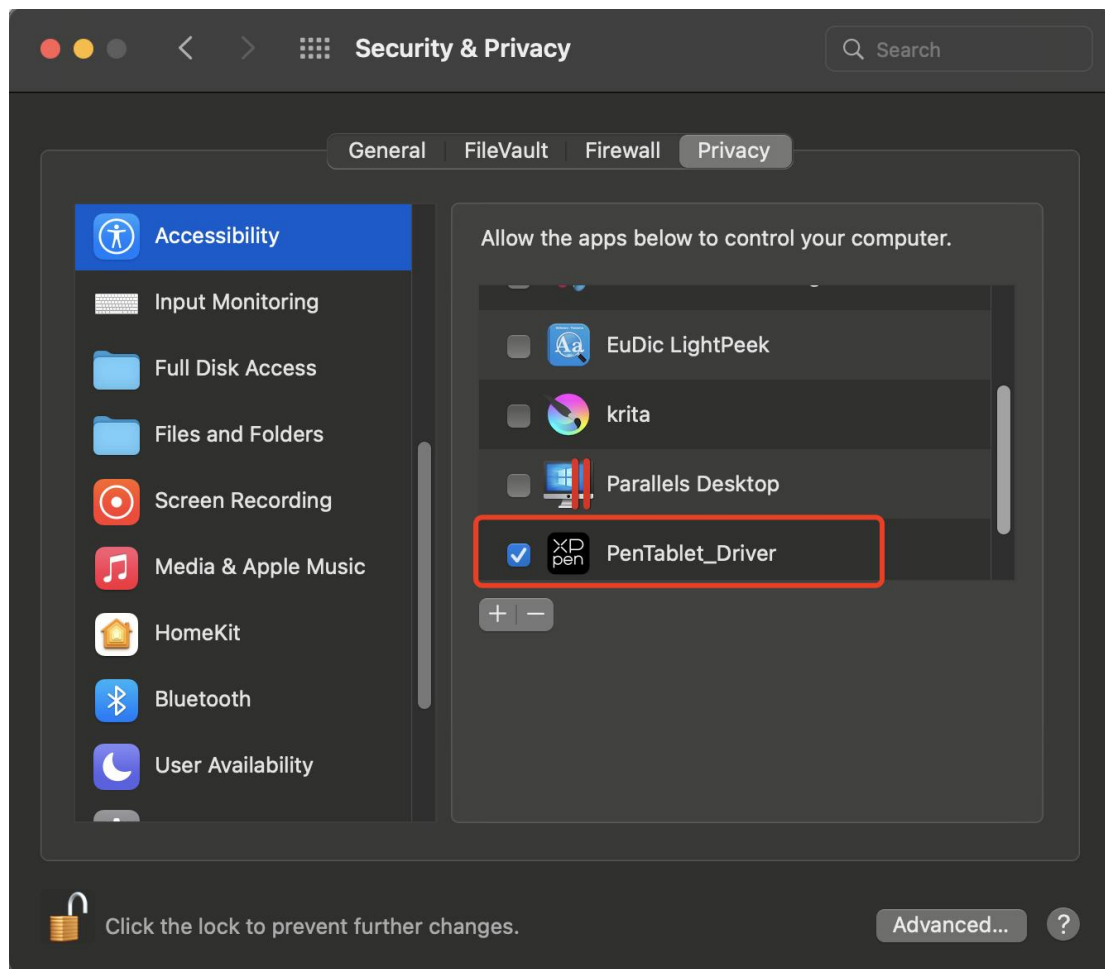 Security & Privacy
Search
General FileVault Firewall Privacy
Accessibility
Input Monitoring
Full Disk Access
Files and Folders
Screen Recording
Media & Apple Music
HomeKit
Bluetooth
User Availability
Allow the apps below to control your computer.
Aa EuDic LightPeek
krita
Parallels Desktop
XP
pen PenTablet_Driver
+ −
Click the lock to prevent further changes.
Advanced... ?